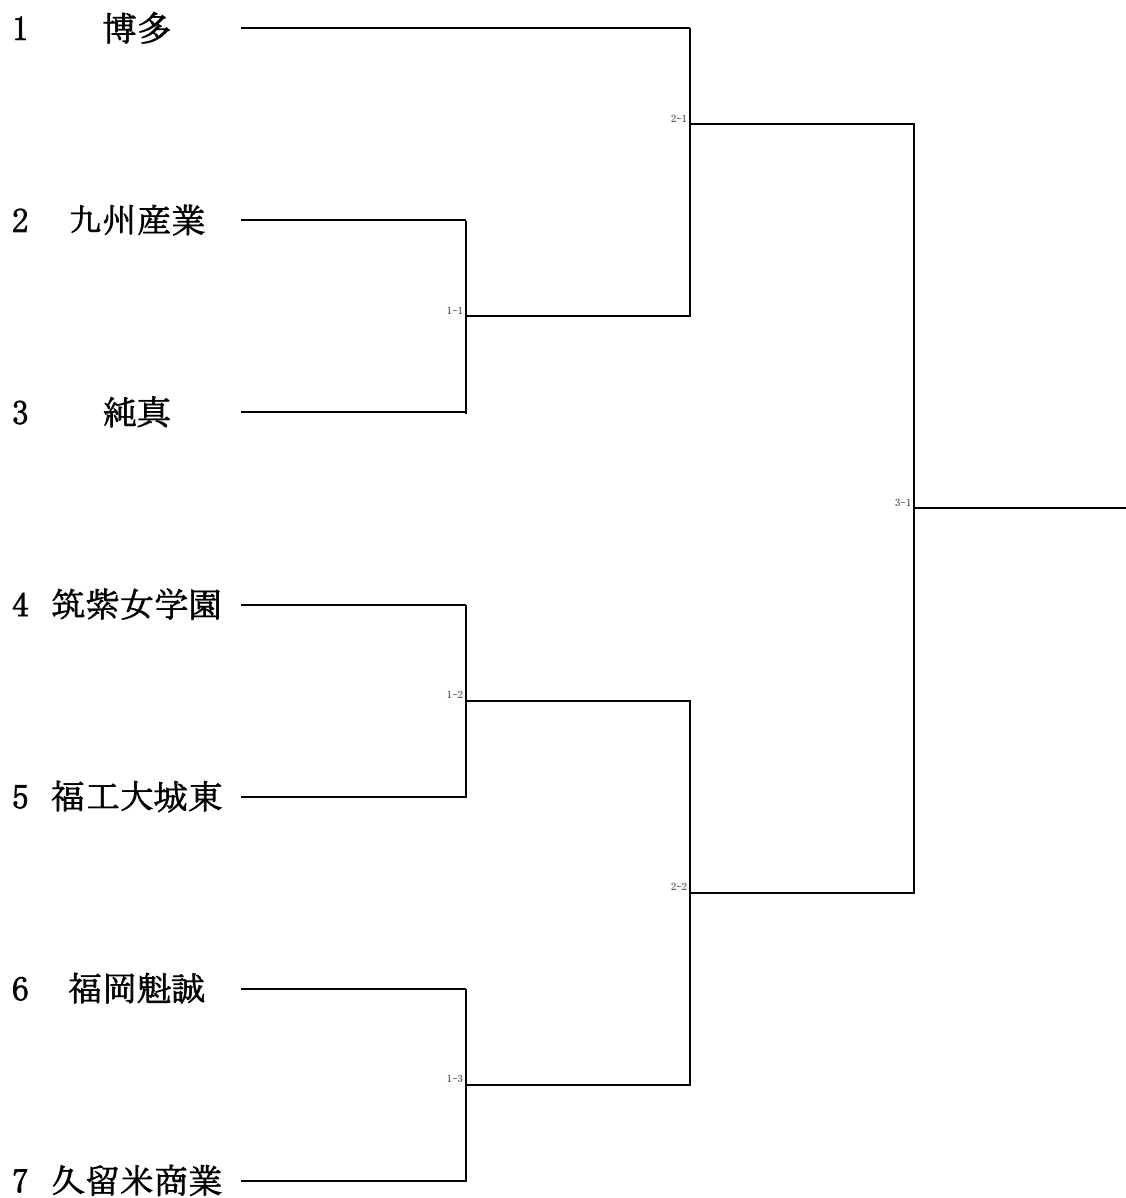 1 博多
2-1
2 九州産業
1-1
3 純真
3-1
4 筑紫女学園
1-2
5 福工大城東
2-2
6 福岡魁誠
1-3
7 久留米商業